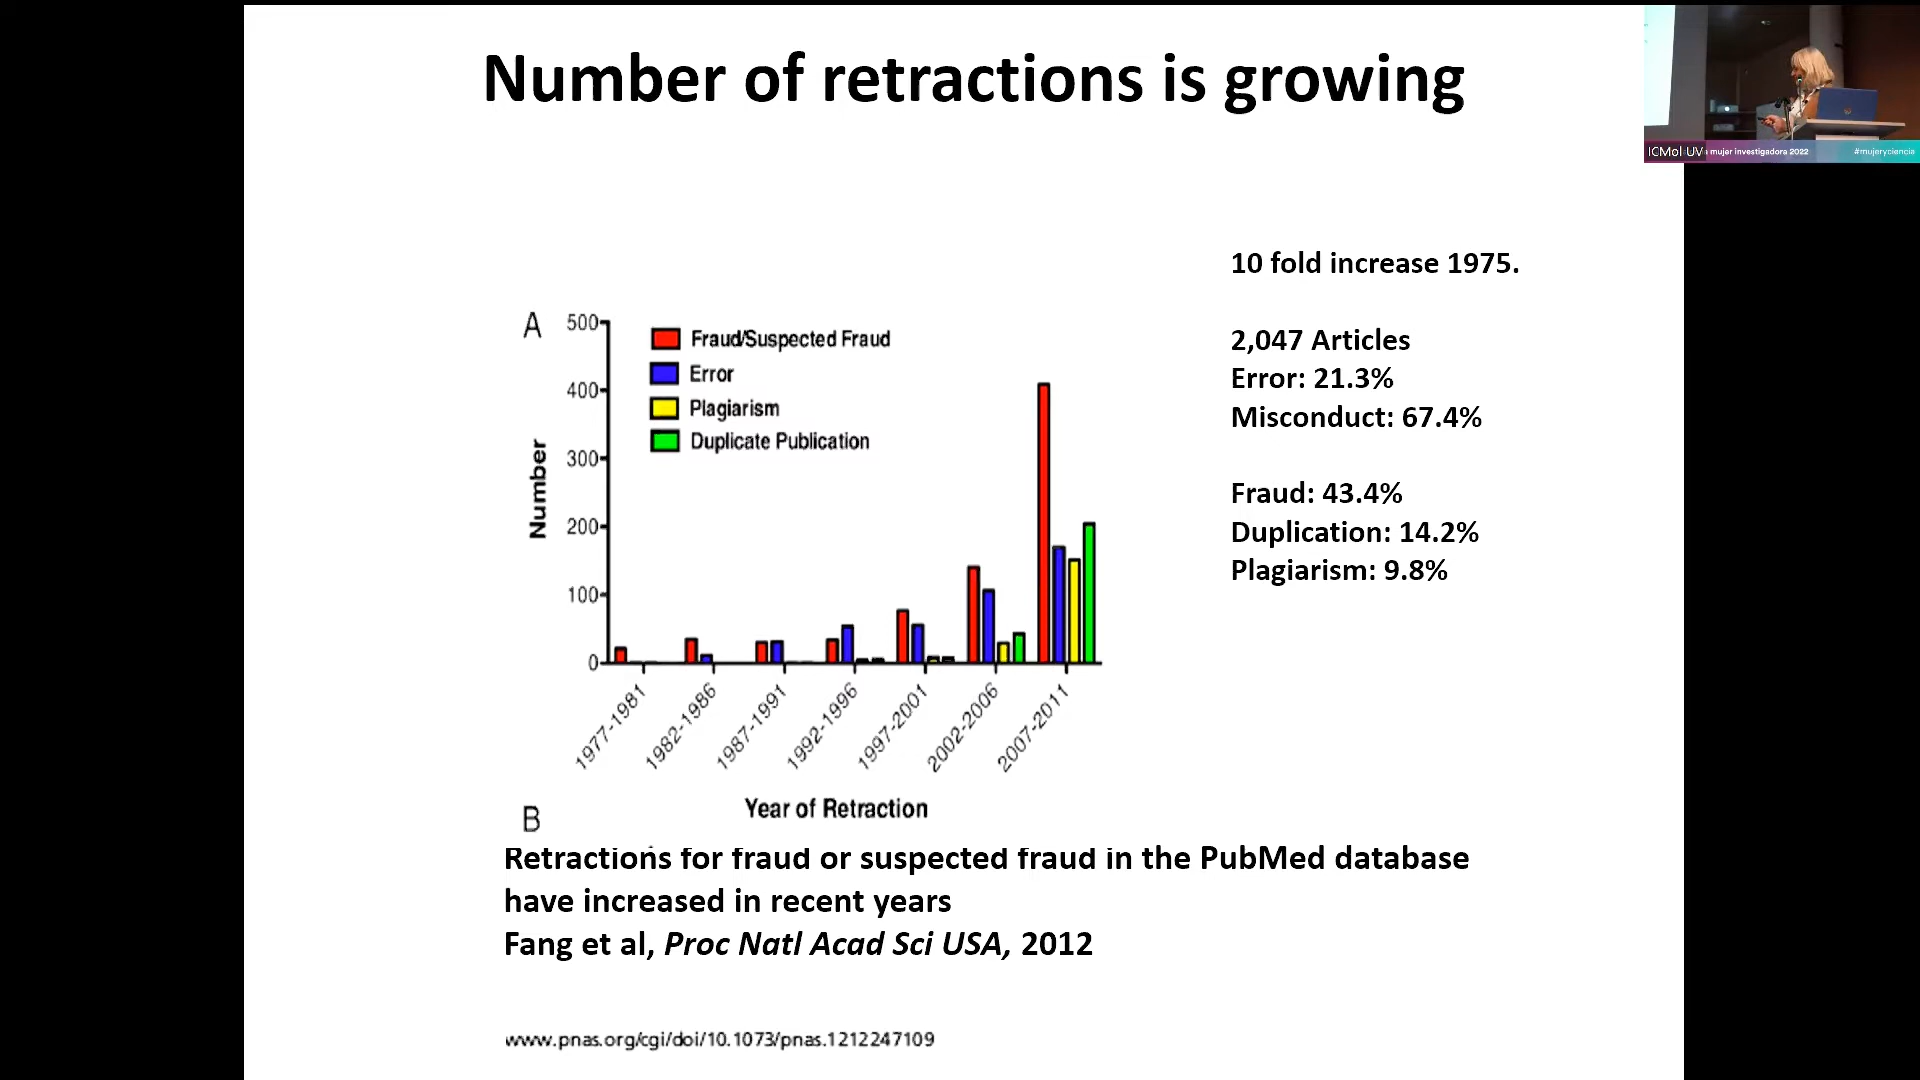 Number of retractions is growing
ICMol UV
mujer investigadora 2022
#mujeryciencia
10 fold increase 1975.
2,047 Articles
Error: 21.3%
Misconduct: 67.4%
Fraud: 43.4%
Duplication: 14.2%
Plagiarism: 9.8%
A
500
400
300
200
100
0
Number
Fraud/Suspected Fraud
Error
Plagiarism
Duplicate Publication
1977-1981
1982-1986
1987-1991
1992-1996
1997-2001
2002-2006
2007-2011
Year of Retraction
B
Retractions for fraud or suspected fraud in the PubMed database
have increased in recent years
Fang et al, Proc Natl Acad Sci USA, 2012
www.pnas.org/cgi/doi/10.1073/pnas.1212247109